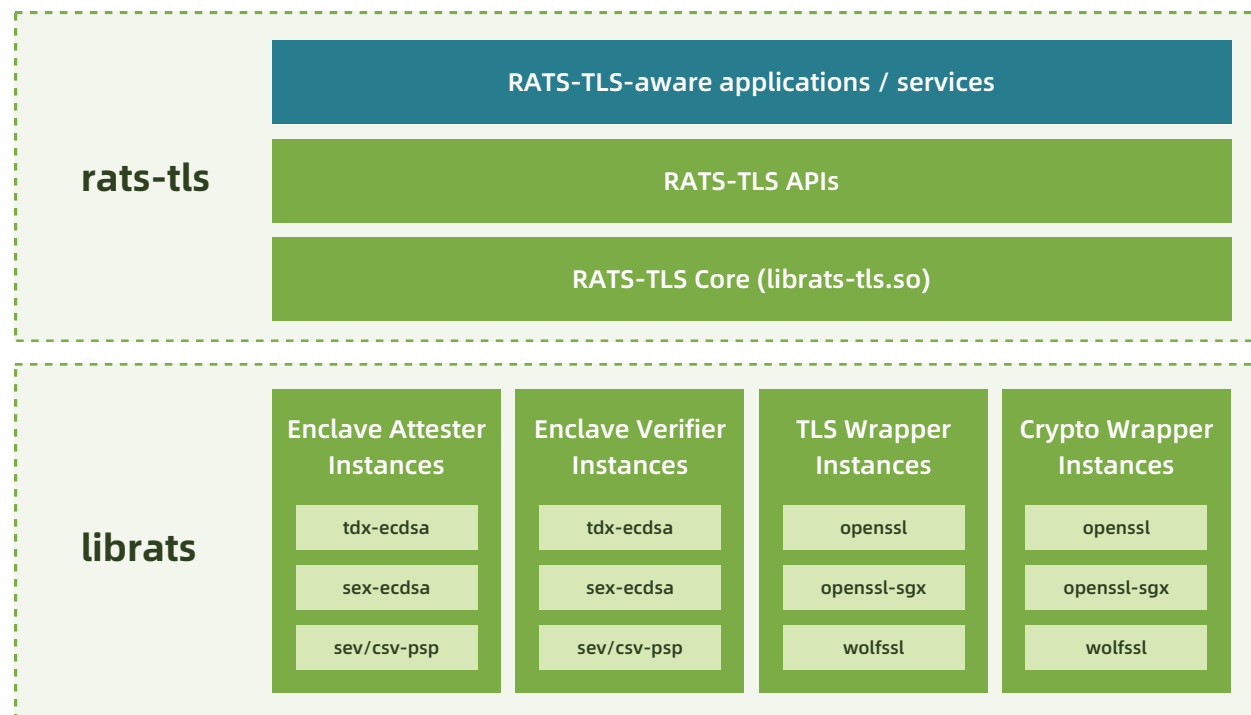 rats-tls
RATS-TLS-aware applications / services
RATS-TLS APIs
RATS-TLS Core (librats-tls.so)
librats
Enclave Attester
Instances
tdx-ecdsa
sex-ecdsa
sev/csv-psp
Enclave Verifier
Instances
tdx-ecdsa
sex-ecdsa
sev/csv-psp
TLS Wrapper
Instances
openssl
openssl-sgx
wolfssl
Crypto Wrapper
Instances
openssl
openssl-sgx
wolfssl